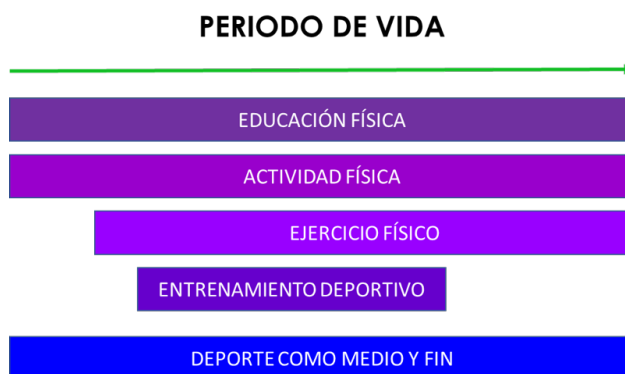 PERIODO DE VIDA
EDUCACIÓN FÍSICA
ACTIVIDAD FÍSICA
EJERCICIO FÍSICO
ENTRENAMIENTO DEPORTIVO
DEPORTE COMO MEDIO Y FIN